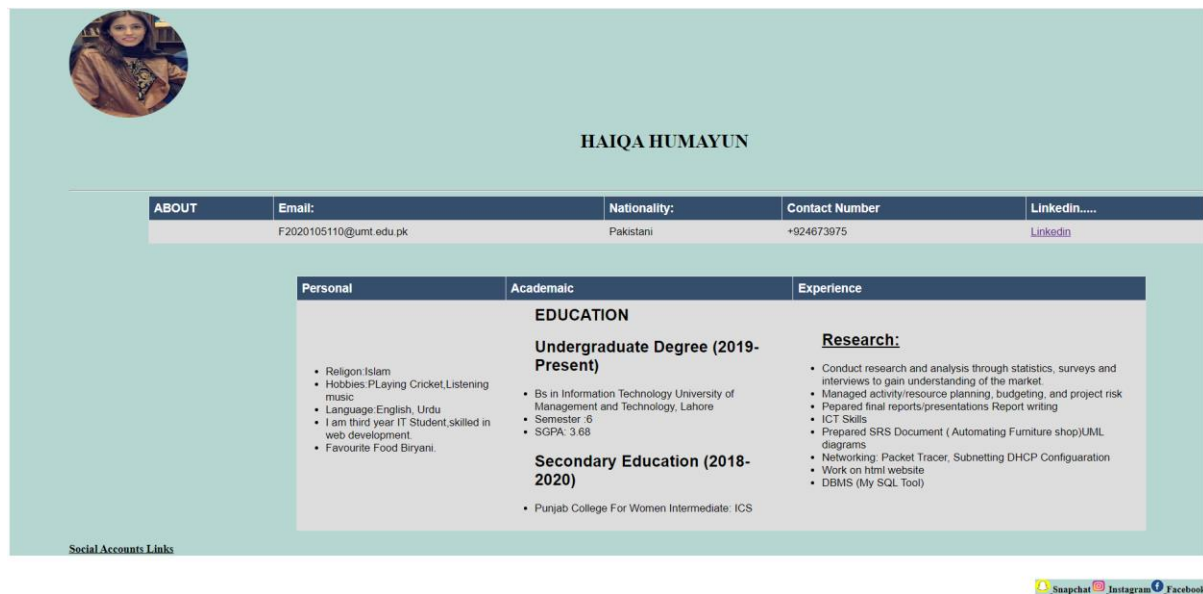 HAIQA HUMAYUN
ABOUT Email: Nationality: Contact Number Linkedin.....
F2020105110@umt.edu.pk Pakistani +924673975 Linkedin
Personal Academaic Experience
Religon:Islam
Hobbies:PLaying Cricket,Listening
music
Language:English, Urdu
I am third year IT Student,skilled in
web development.
Favourite Food Biryani.
EDUCATION
Undergraduate Degree (2019-
Present)
Bs in Information Technology University of
Management and Technology, Lahore
Semester :6
SGPA: 3.68
Secondary Education (2018-
2020)
Punjab College For Women Intermediate: ICS
Research:
Conduct research and analysis through statistics, surveys and
interviews to gain understanding of the market.
Managed activity/resource planning, budgeting, and project risk
Pepared final reports/presentations Report writing
ICT Skills
Prepared SRS Document ( Automating Furniture shop)UML
diagrams
Networking: Packet Tracer, Subnetting DHCP Configuaration
Work on html website
DBMS (My SQL Tool)
Social Accounts Links
Snapchat Instagram Facebook